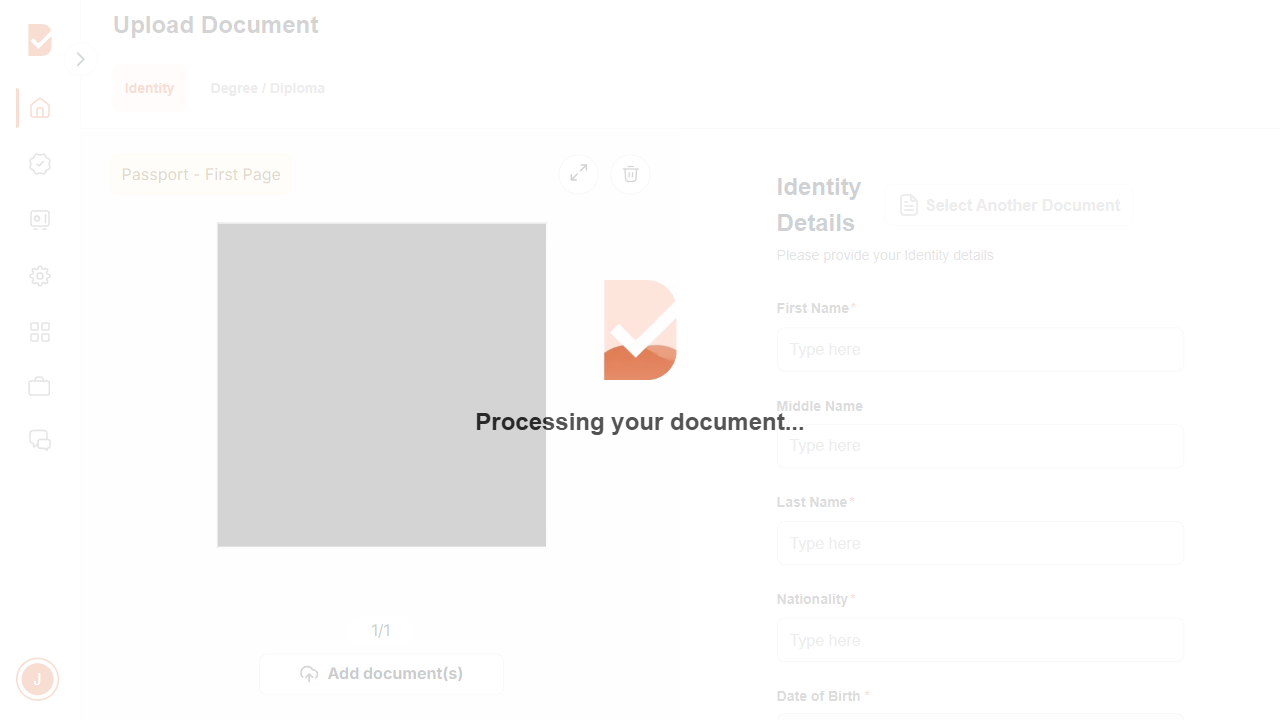 Upload Document
Identity
Degree / Diploma
Passport - First Page
Identity
Details
Select Another Document
Please provide your Identity details
First Name*
Type here
Processing your document...
Middle Name
Type here
Last Name*
Type here
Nationality*
Type here
1/1
Add document(s)
Date of Birth *
J